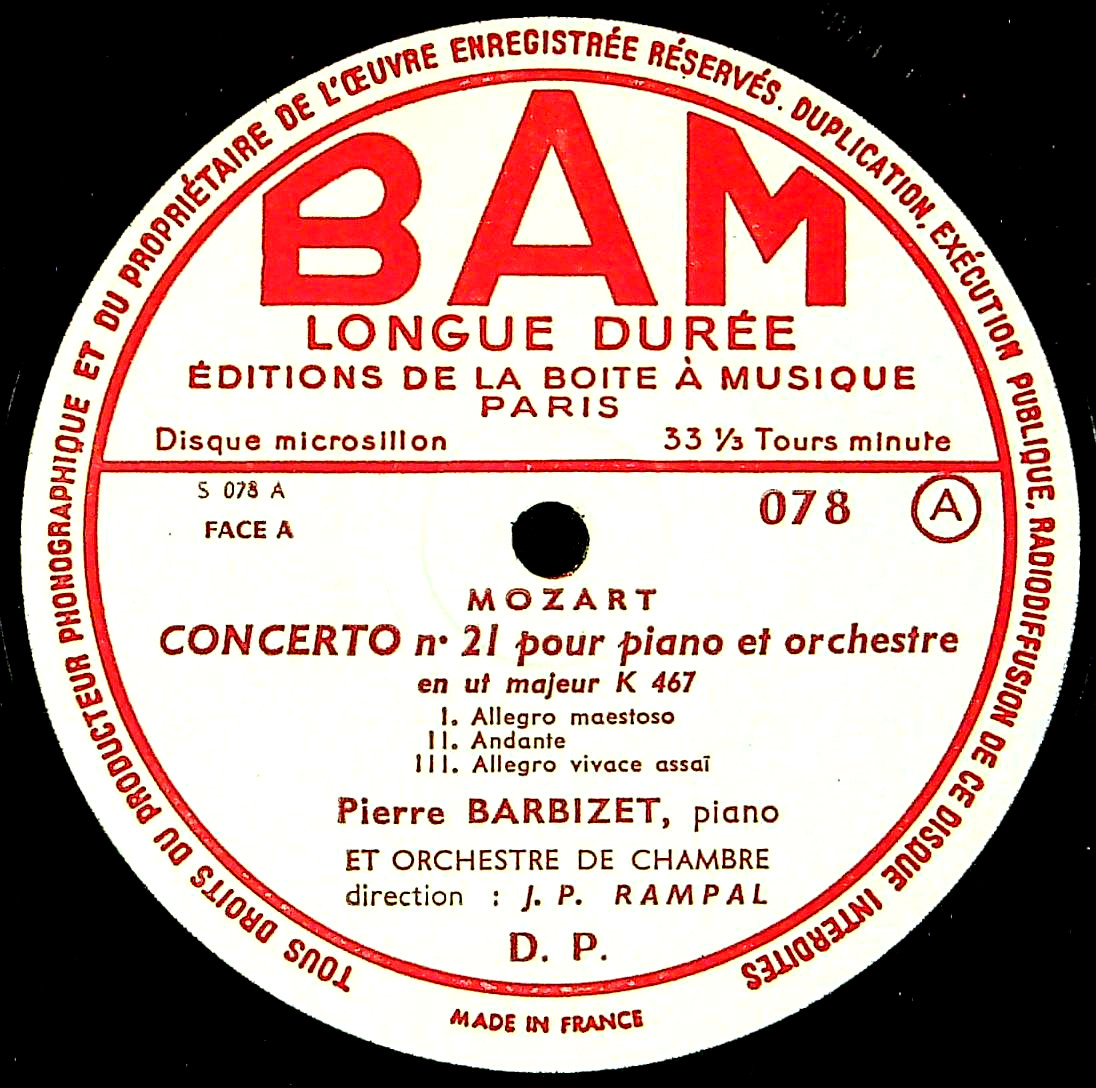 TOUS DROITS DU PRODUCTEUR PHONOGRAPHIQUE ET DU PROPRIÉTAIRE DE L'ŒUVRE ENREGISTRÉE RÉSERVÉS. DUPLICATION, EXÉCUTION PUBLIQUE, RADIODIFFUSION DE CE DISQUE INTERDITES
BAM
LONGUE DURÉE
ÉDITIONS DE LA BOITE À MUSIQUE
PARIS
Disque microsillon 33 ⅓ Tours minute
S 078 A 078 A
FACE A
MOZART
CONCERTO n• 21 pour piano et orchestre
en ut majeur K 467
I. Allegro maestoso
II. Andante
III. Allegro vivace assaï
Pierre BARBIZET, piano
ET ORCHESTRE DE CHAMBRE
direction : J. P. RAMPAL
D. P.
MADE IN FRANCE